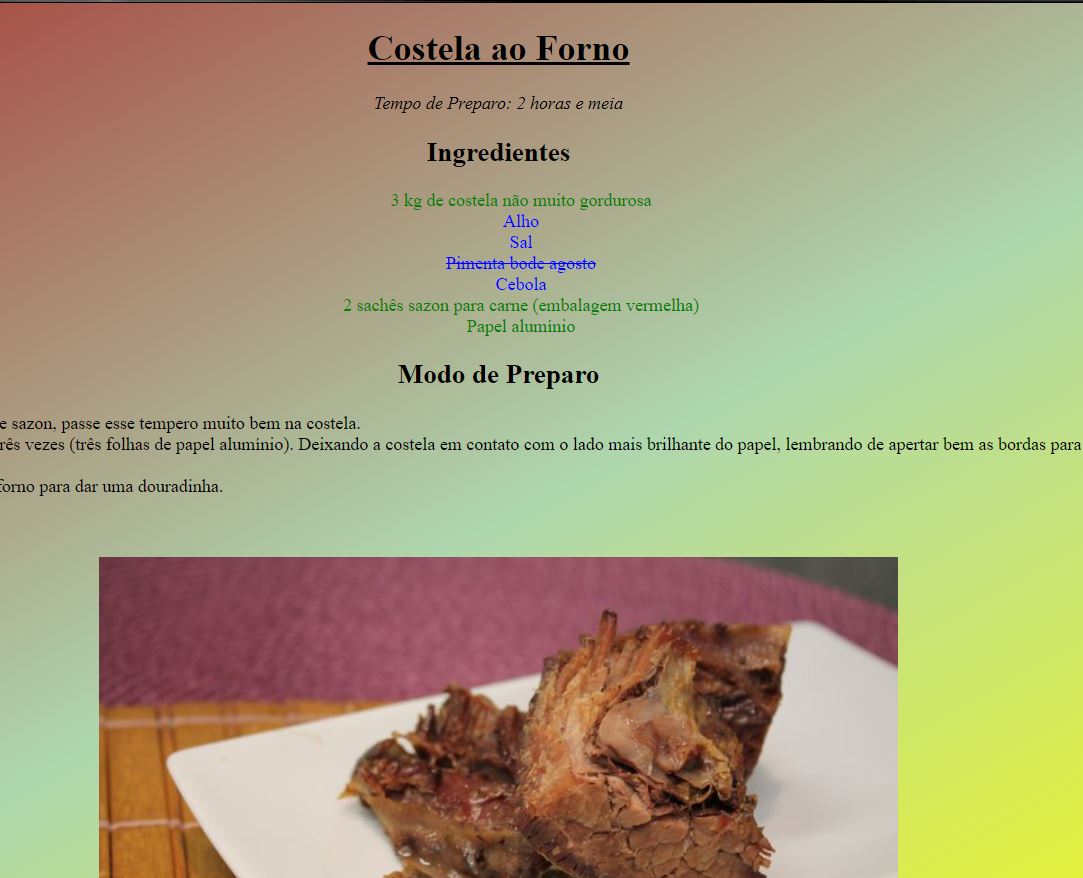 Costela ao Forno
Tempo de Preparo: 2 horas e meia
Ingredientes
3 kg de costela não muito gordurosa
Alho
Sal
Pimenta bode agosto
Cebola
2 sachês sazon para carne (embalagem vermelha)
Papel alumínio
Modo de Preparo
e sazon, passe esse tempero muito bem na costela.
rês vezes (três folhas de papel alumínio). Deixando a costela em contato com o lado mais brilhante do papel, lembrando de apertar bem as bordas para
forno para dar uma douradinha.